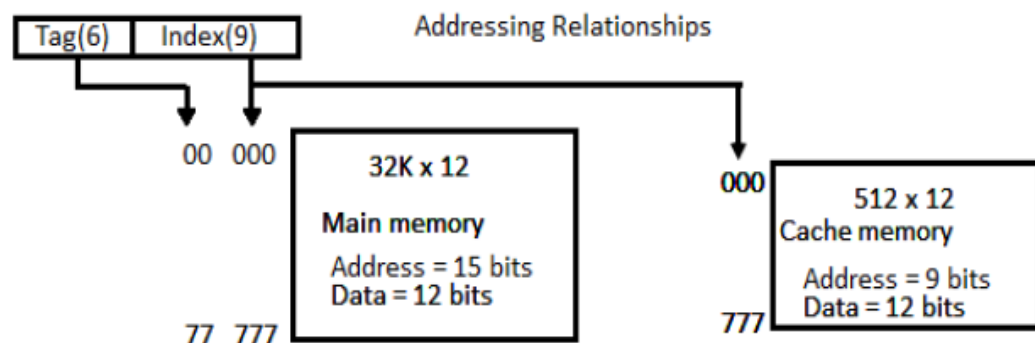 Addressing Relationships
Tag(6) Index(9)
00 000
32K x 12
Main memory
Address = 15 bits
Data = 12 bits
77 777
000
512 x 12
Cache memory
Address = 9 bits
Data = 12 bits
777